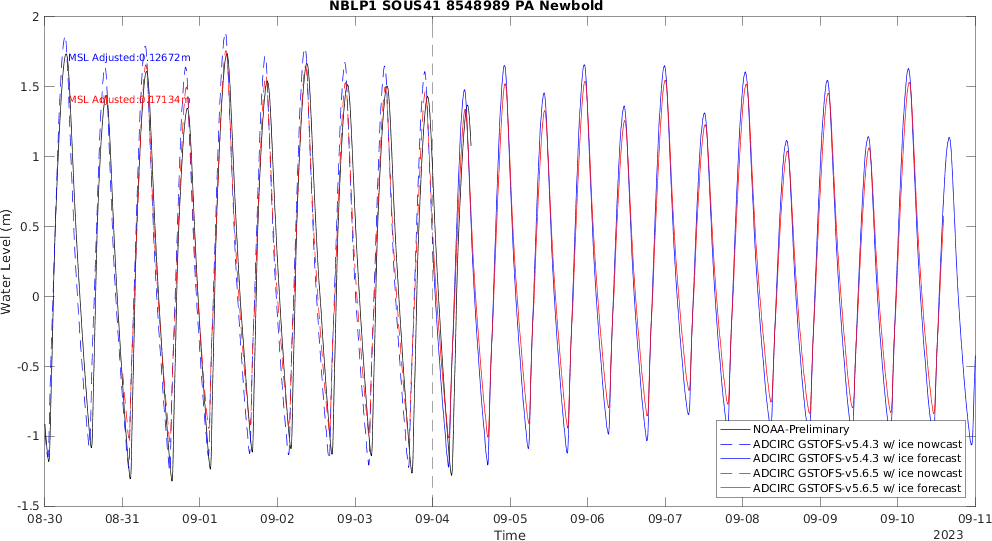 NBLP1 SOUS41 8548989 PA Newbold
2
1.5
1
0.5
0
-0.5
-1
-1.5
Water Level (m)
MSL Adjusted:0.12672m
MSL Adjusted:0.17134m
NOAA-Preliminary
ADCIRC GSTOFS-v5.4.3 w/ ice nowcast
ADCIRC GSTOFS-v5.4.3 w/ ice forecast
ADCIRC GSTOFS-v5.6.5 w/ ice nowcast
ADCIRC GSTOFS-v5.6.5 w/ ice forecast
08-30 08-31 09-01 09-02 09-03 09-04 09-05 09-06 09-07 09-08 09-09 09-10 09-11
Time
2023